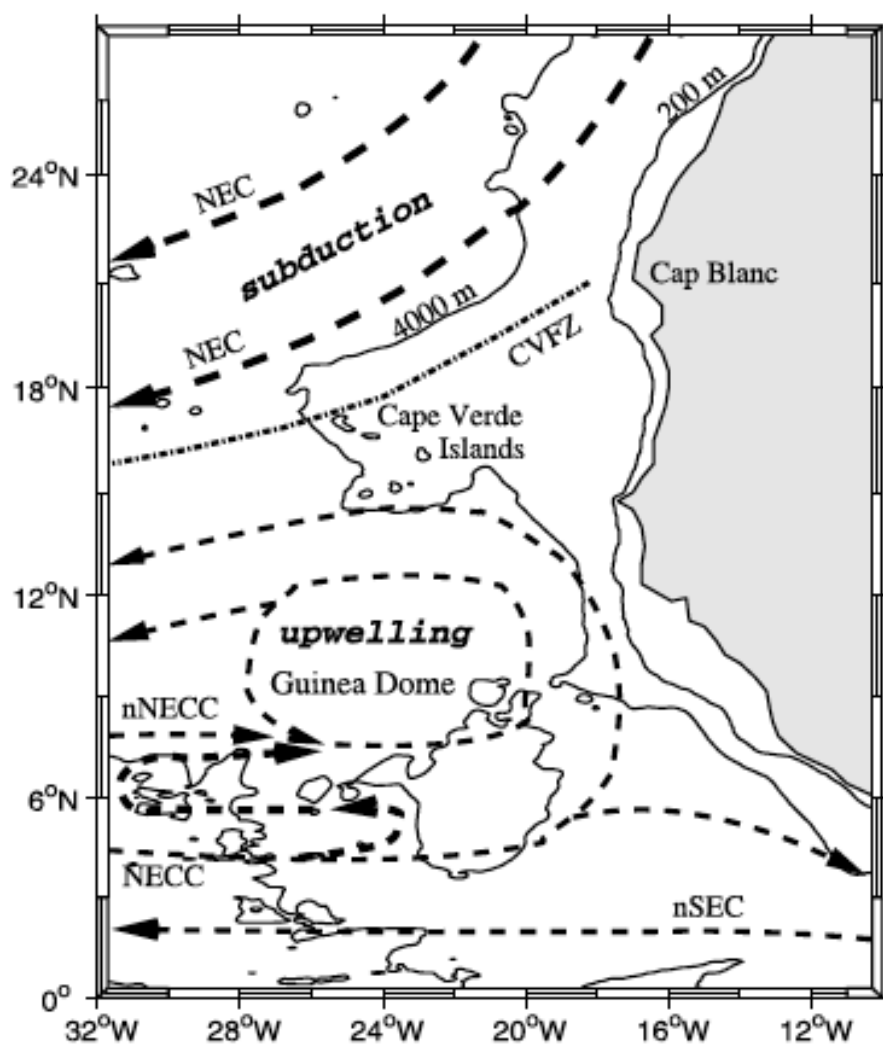 200 m
24°N
NEC
subduction
Cap Blanc
4000 m
NEC
CVFZ
18°N
Cape Verde
Islands
12°N
upwelling
Guinea Dome
nNECC
6°N
NECC
nSEC
0°
32°W
28°W
24°W
20°W
16°W
12°W